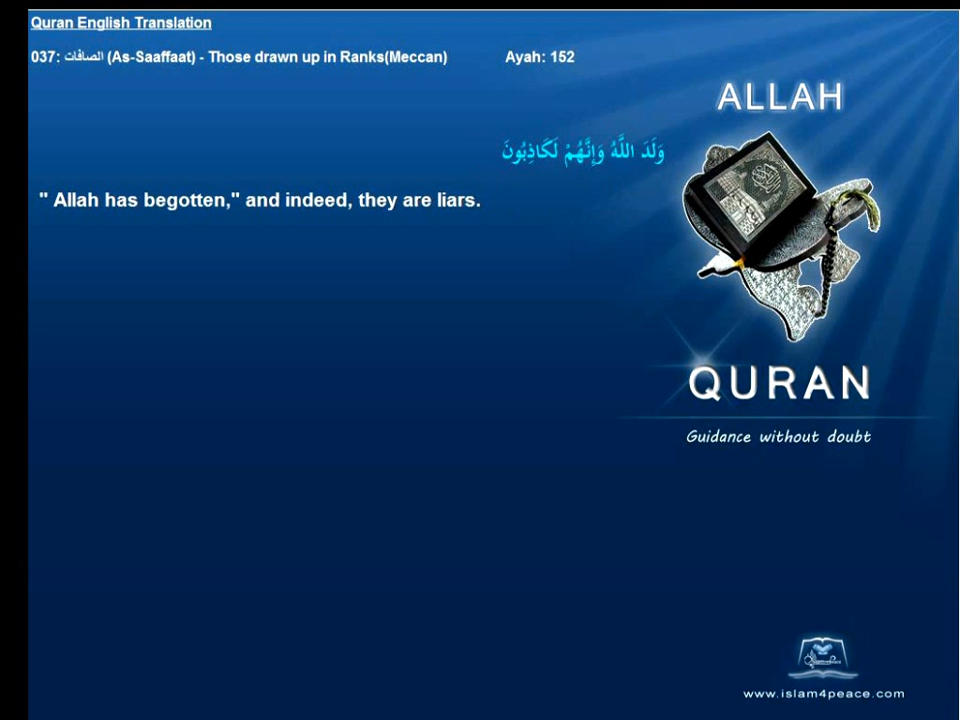 Quran English Translation
037: الصافات (As-Saaffaat) - Those drawn up in Ranks(Meccan) Ayah: 152
ALLAH
وَلَدَ اللَّهُ وَإِنَّهُمْ لَكَاذِبُونَ
" Allah has begotten," and indeed, they are liars.
QURAN
Guidance without doubt
www.islam4peace.com